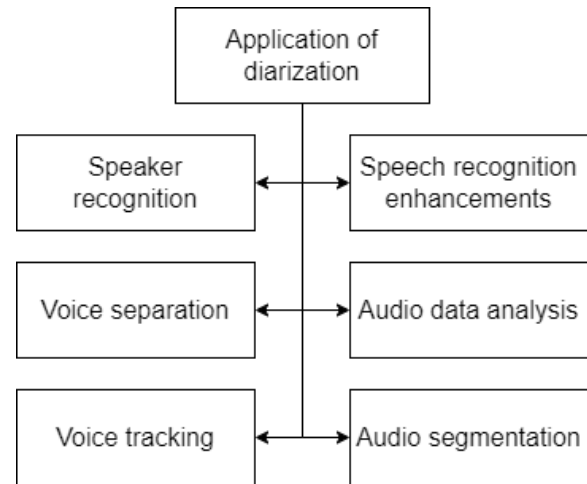 Application of
diarization
Speaker
recognition
Speech recognition
enhancements
Voice separation
Audio data analysis
Voice tracking
Audio segmentation